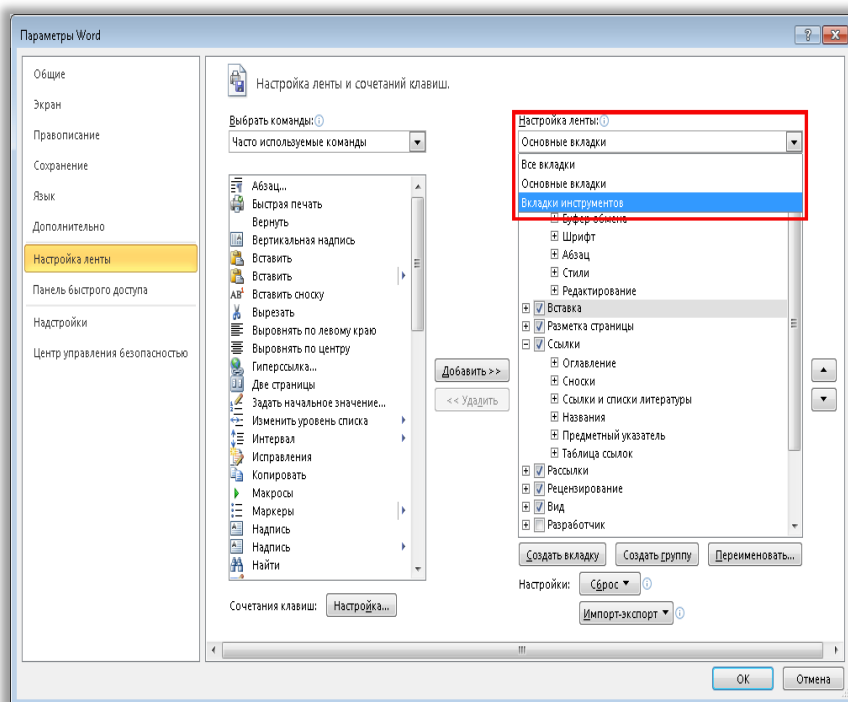 Параметры Word
Общие
Экран
Правописание
Сохранение
Язык
Дополнительно
Настройка ленты
Панель быстрого доступа
Надстройки
Центр управления безопасностью
Настройка ленты и сочетаний клавиш.
Выбрать команды:
Часто используемые команды
Абзац...
Быстрая печать
Вернуть
Вертикальная надпись
Вставить
Вставить
Вставить сноску
Вырезать
Выровнять по левому краю
Выровнять по центру
Гиперссылка...
Две страницы
Задать начальное значение...
Изменить уровень списка
Интервал
Исправления
Копировать
Макросы
Маркеры
Надпись
Надпись
Найти
Сочетания клавиш: Настройка...
Добавить >>
<< Удалить
Настройка ленты:
Основные вкладки
Все вкладки
Основные вкладки
Вкладки инструментов
Буфер обмена
Шрифт
Абзац
Стили
Редактирование
Вставка
Разметка страницы
Ссылки
Оглавление
Сноски
Ссылки и списки литературы
Названия
Предметный указатель
Таблица ссылок
Рассылки
Рецензирование
Вид
Разработчик
Создать вкладку Создать группу Переименовать...
Настройки: Сброс
Импорт-экспорт
ОК Отмена